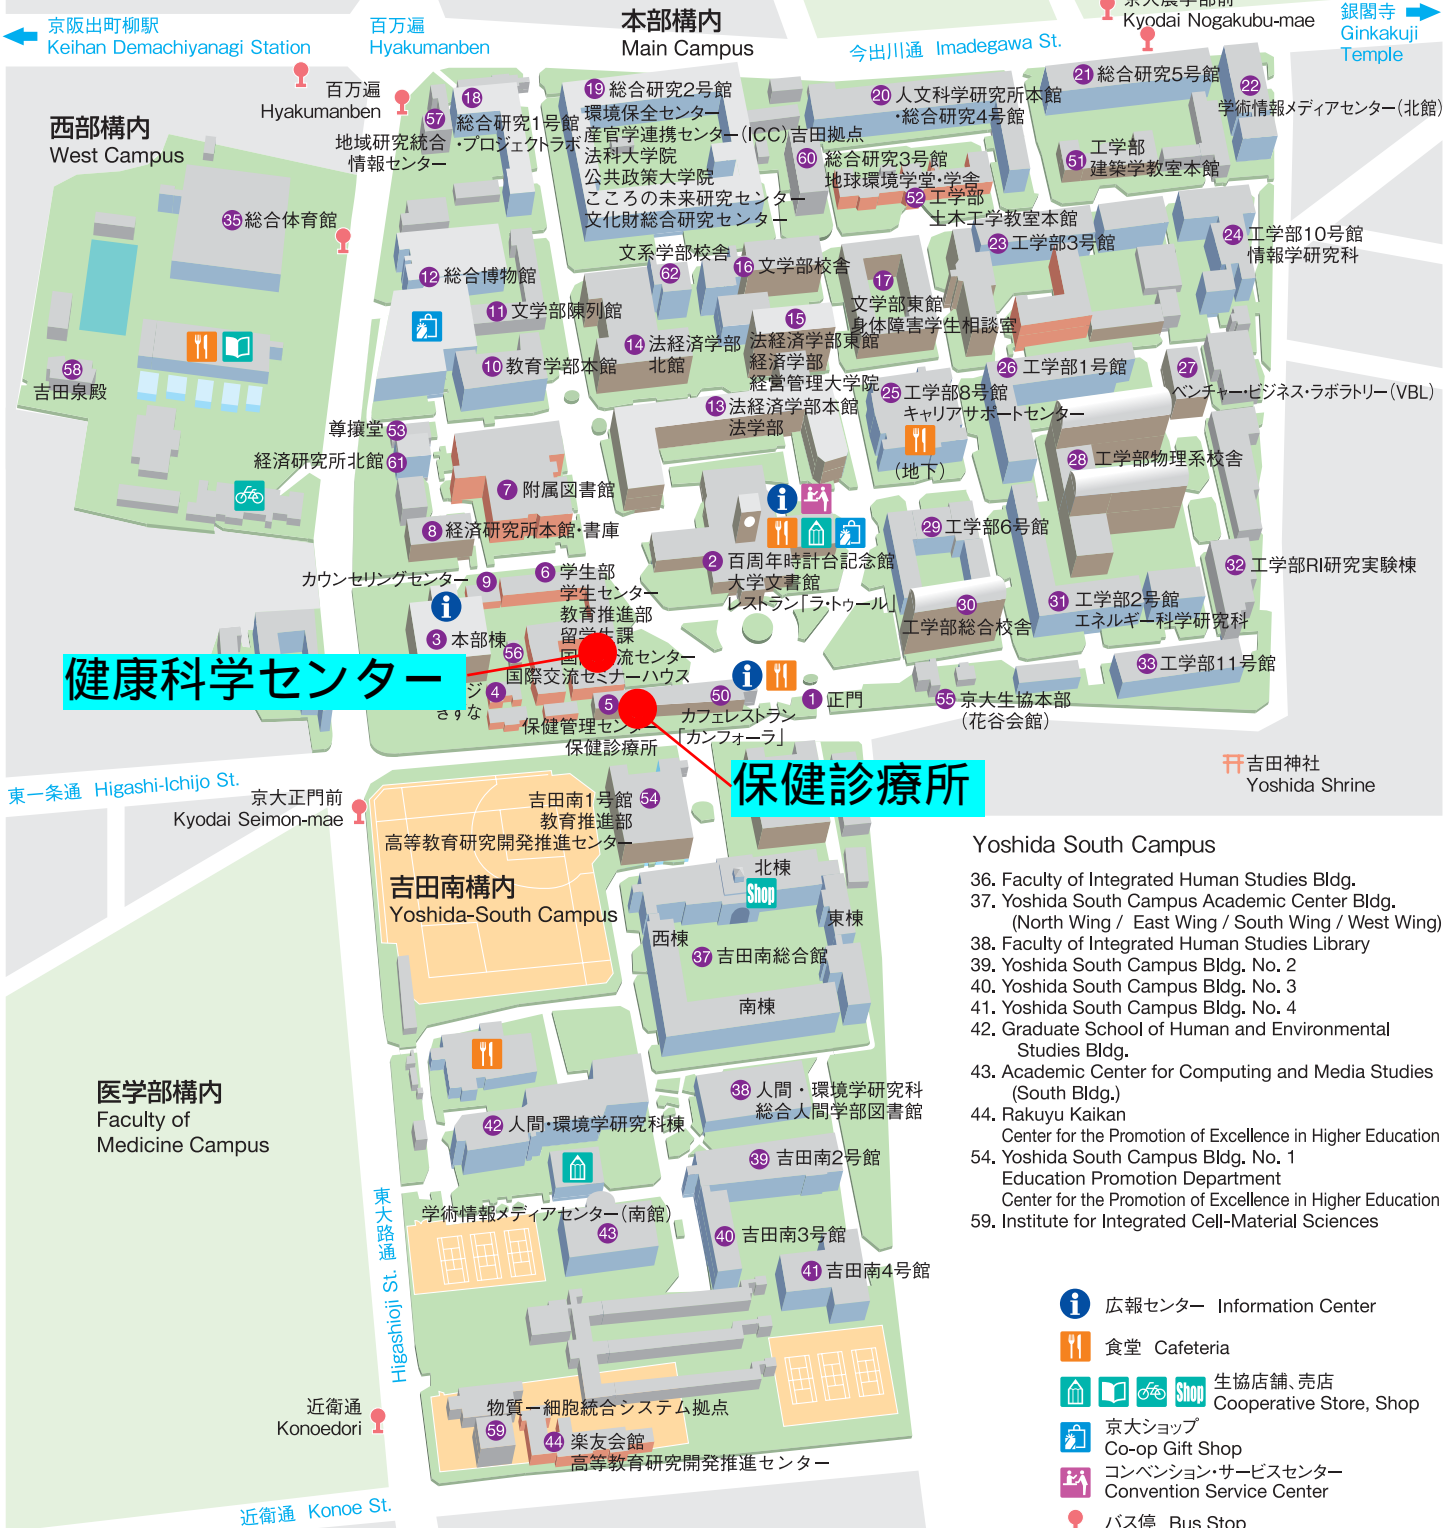 京阪出町柳駅
Keihan Demachiyanagi Station
百万遍
Hyakumanben
本部構内
Main Campus
今出川通 Imadegawa St.
Kyodai Nogakubu-mae
銀閣寺
Ginkakuji
Temple
百万遍
Hyakumanben
西部構内
West Campus
57
地域研究統合
情報センター
18
総合研究1号館
・プロジェクトラボ
19 総合研究2号館
環境保全センター
産官学連携センター(ICC)吉田拠点
法科大学院
公共政策大学院
こころの未来研究センター
文化財総合研究センター
20 人文科学研究所本館
・総合研究4号館
60 総合研究3号館
地球環境学堂・学舎
21 総合研究5号館
22
学術情報メディアセンター(北館)
51 工学部
建築学教室本館
52 工学部
土木工学教室本館
23 工学部3号館
24 工学部10号館
情報学研究科
35 総合体育館
12 総合博物館
11 文学部陳列館
10 教育学部本館
文系学部校舎
62
16 文学部校舎
17
文学部東館
身体障害学生相談室
15
法経済学部東館
経済学部
経営管理大学院
14 法経済学部
北館
13 法経済学部本館
法学部
25 工学部8号館
キャリアサポートセンター
(地下)
26 工学部1号館
27
ベンチャー・ビジネス・ラボラトリー(VBL)
28 工学部物理系校舎
58
吉田泉殿
尊攘堂 53
経済研究所北館 61
7 附属図書館
8 経済研究所本館・書庫
カウンセリングセンター 9
6 学生部
学生センター
教育推進部
留学生課
流センター
2 百周年時計台記念館
大学文書館
レストラン「ラ・トゥール」
29 工学部6号館
30
工学部総合校舎
31 工学部2号館
エネルギー科学研究科
32 工学部RI研究実験棟
33 工学部11号館
3 本部棟
56
国際交流セミナーハウス
健康科学センター
ジ 4
きずな
5
保健管理センター
保健診療所
50
カフェレストラン
「カンフォーラ」
1 正門
55 京大生協本部
(花谷会館)
保健診療所
吉田神社
Yoshida Shrine
東一条通 Higashi-Ichijo St.
京大正門前
Kyodai Seimon-mae
吉田南1号館 54
教育推進部
高等教育研究開発推進センター
吉田南構内
Yoshida-South Campus
北棟
Shop
東棟
西棟
37 吉田南総合館
南棟
Yoshida South Campus
36. Faculty of Integrated Human Studies Bldg.
37. Yoshida South Campus Academic Center Bldg.
(North Wing / East Wing / South Wing / West Wing)
38. Faculty of Integrated Human Studies Library
39. Yoshida South Campus Bldg. No. 2
40. Yoshida South Campus Bldg. No. 3
41. Yoshida South Campus Bldg. No. 4
42. Graduate School of Human and Environmental
Studies Bldg.
43. Academic Center for Computing and Media Studies
(South Bldg.)
44. Rakuyu Kaikan
Center for the Promotion of Excellence in Higher Education
54. Yoshida South Campus Bldg. No. 1
Education Promotion Department
Center for the Promotion of Excellence in Higher Education
59. Institute for Integrated Cell-Material Sciences
医学部構内
Faculty of
Medicine Campus
38 人間・環境学研究科
総合人間学部図書館
42 人間・環境学研究科棟
39 吉田南2号館
学術情報メディアセンター(南館)
43
40 吉田南3号館
41 吉田南4号館
東大路通 Higashioji St.
近衛通
Konoedori
物質ー細胞統合システム拠点
59
44 楽友会館
高等教育研究開発推進センター
近衛通 Konoe St.
広報センター Information Center
食堂 Cafeteria
Shop 生協店舗、売店
Cooperative Store, Shop
京大ショップ
Co-op Gift Shop
コンベンション・サービスセンター
Convention Service Center
バス停 Bus Stop